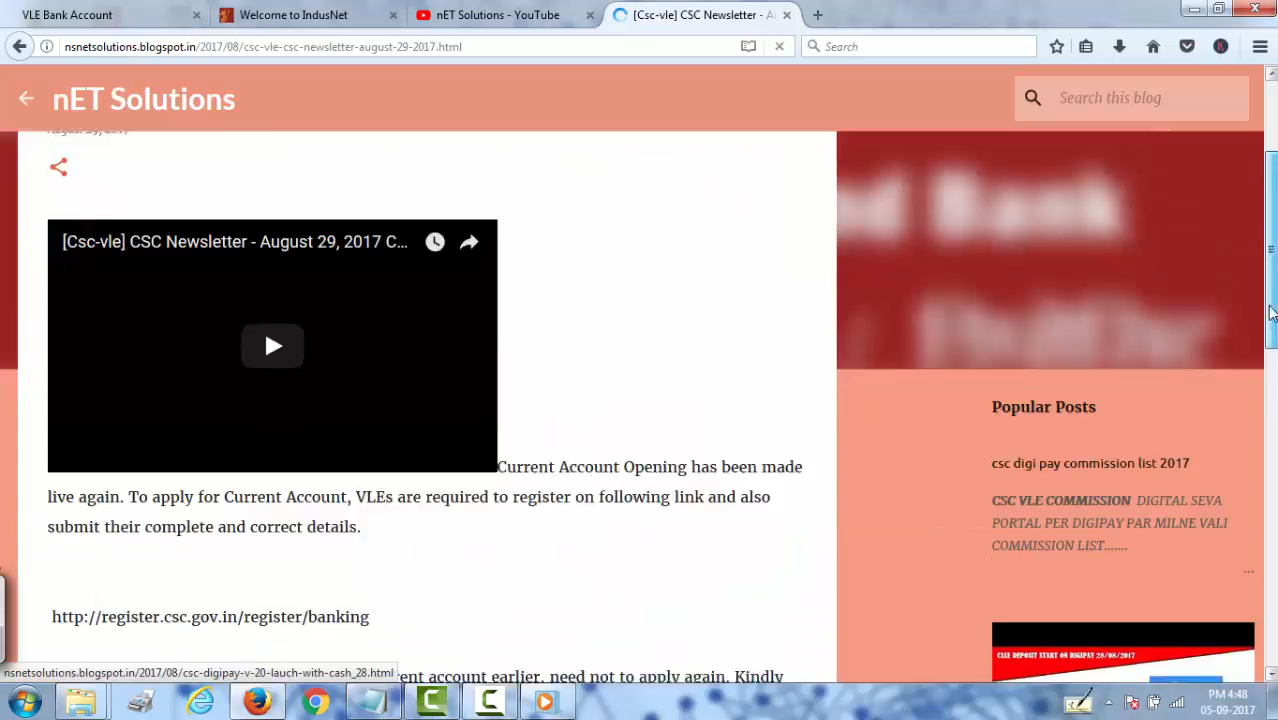 VLE Bank Account
Welcome to IndusNet
nET Solutions - YouTube
[Csc-vle] CSC Newsletter - A
nsnetsolutions.blogspot.in/2017/08/csc-vle-csc-newsletter-august-29-2017.html
Search
nET Solutions
Search this blog
August 29, 2017
[Csc-vle] CSC Newsletter - August 29, 2017 C...
Current Account Opening has been made
live again. To apply for Current Account, VLEs are required to register on following link and also
submit their complete and correct details.
http://register.csc.gov.in/register/banking
ent account earlier, need not to apply again. Kindly
Popular Posts
csc digi pay commission list 2017
CSC VLE COMMISSION DIGITAL SEVA
PORTAL PER DIGIPAY PAR MILNE VALI
COMMISSION LIST.......
...
CASE DEPOSIT START ON DIGIPAY 28/08/2017
nsnetsolutions.blogspot.in/2017/08/csc-digipay-v-20-lauch-with-cash_28.html
PM 4:48
05-09-2017